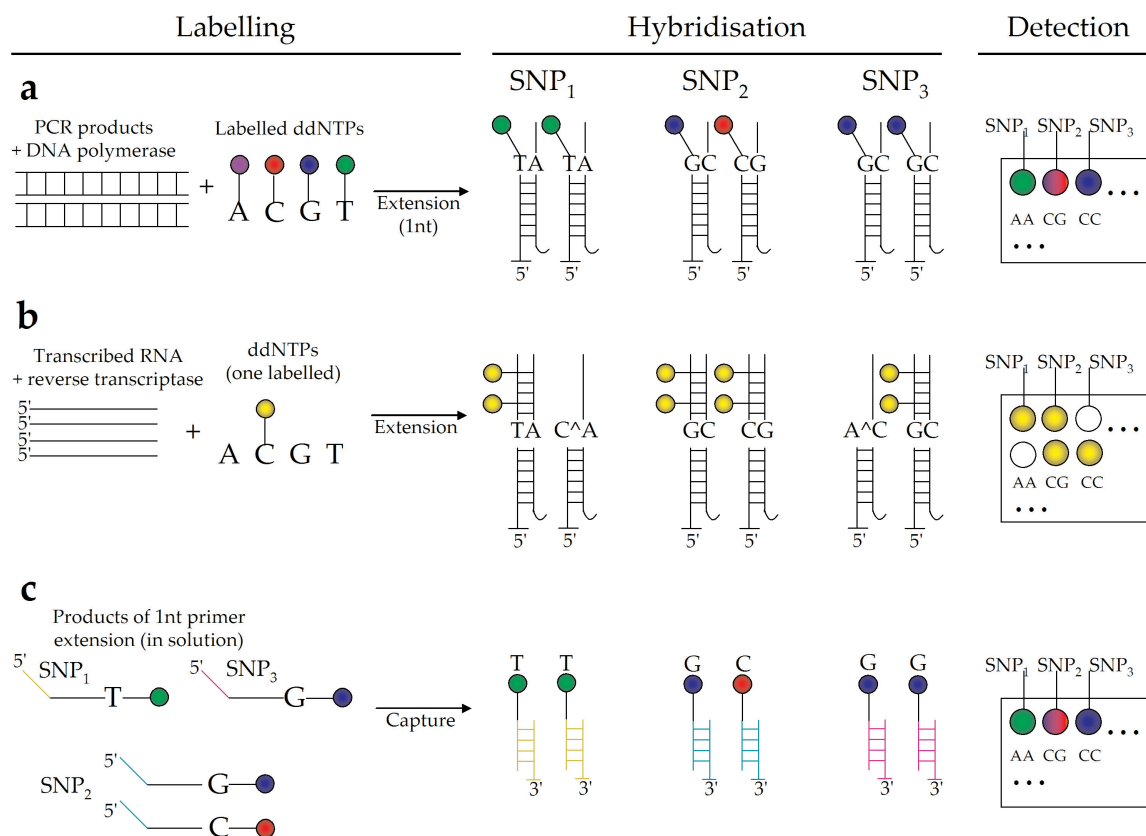 Labelling Hybridisation Detection
a
SNP₁ SNP₂ SNP₃
PCR products
+ DNA polymerase
Labelled ddNTPs
+
A C G T
Extension
(1nt)
TA TA GC CG GC GC
5' 5' 5' 5' 5' 5'
SNP₁ SNP₂ SNP₃
...
AA CG CC
...
b
Transcribed RNA
+ reverse transcriptase
5'
5'
5'
5'
+
ddNTPs
(one labelled)
A C G T
Extension
TA C^A GC CG A^C GC
5' 5' 5' 5' 5' 5'
SNP₁ SNP₂ SNP₃
...
AA CG CC
...
c
Products of 1nt primer
extension (in solution)
5' SNP₁ T
5' SNP₃ G
SNP₂
5' G
5' C
Capture
T T G C G G
3' 3' 3' 3' 3' 3'
SNP₁ SNP₂ SNP₃
...
AA CG CC
...